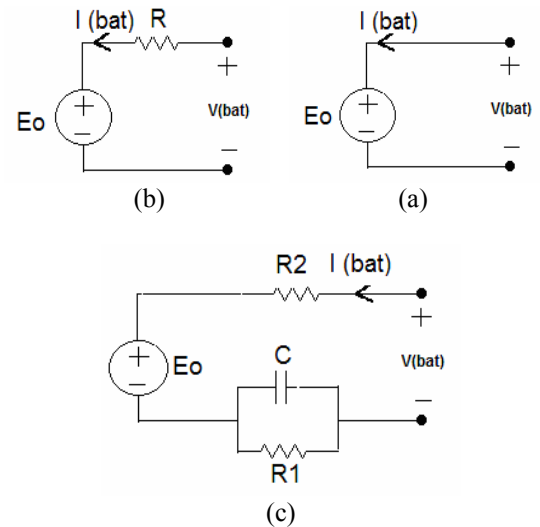 I (bat) R
+
+
−
Eo
V(bat)
−
(b)
I (bat)
+
+
−
Eo
V(bat)
−
(a)
R2 I (bat)
+
+
−
Eo
C
V(bat)
−
R1
(c)